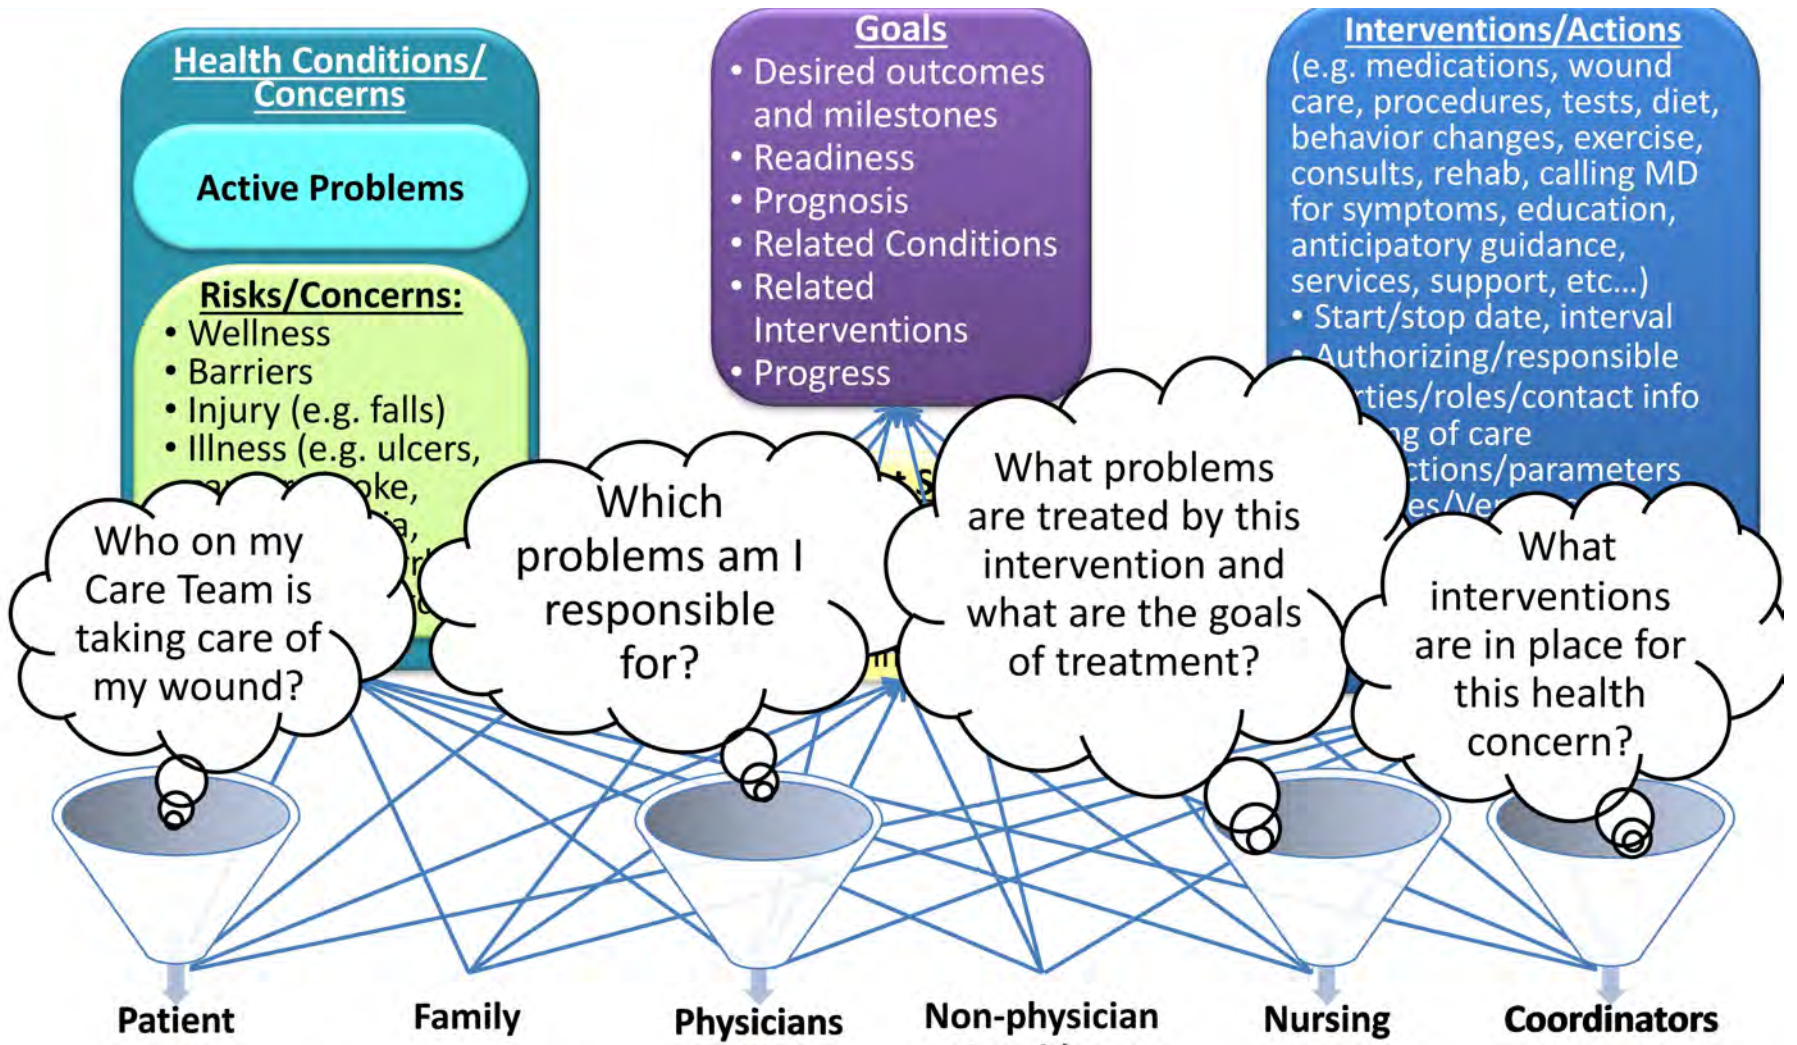 Health Conditions/
Concerns
Active Problems
Risks/Concerns:
• Wellness
• Barriers
• Injury (e.g. falls)
• Illness (e.g. ulcers,
Goals
• Desired outcomes
and milestones
• Readiness
• Prognosis
• Related Conditions
• Related
Interventions
• Progress
Interventions/Actions
(e.g. medications, wound
care, procedures, tests, diet,
behavior changes, exercise,
consults, rehab, calling MD
for symptoms, education,
anticipatory guidance,
services, support, etc…)
• Start/stop date, interval
• Authorizing/responsible
/roles/contact info
of care
/parameters
Who on my
Care Team is
taking care of
my wound?
Which
problems am I
responsible
for?
What problems
are treated by this
intervention and
what are the goals
of treatment?
What
interventions
are in place for
this health
concern?
Patient
Family
Physicians
Non-physician
Nursing
Coordinators